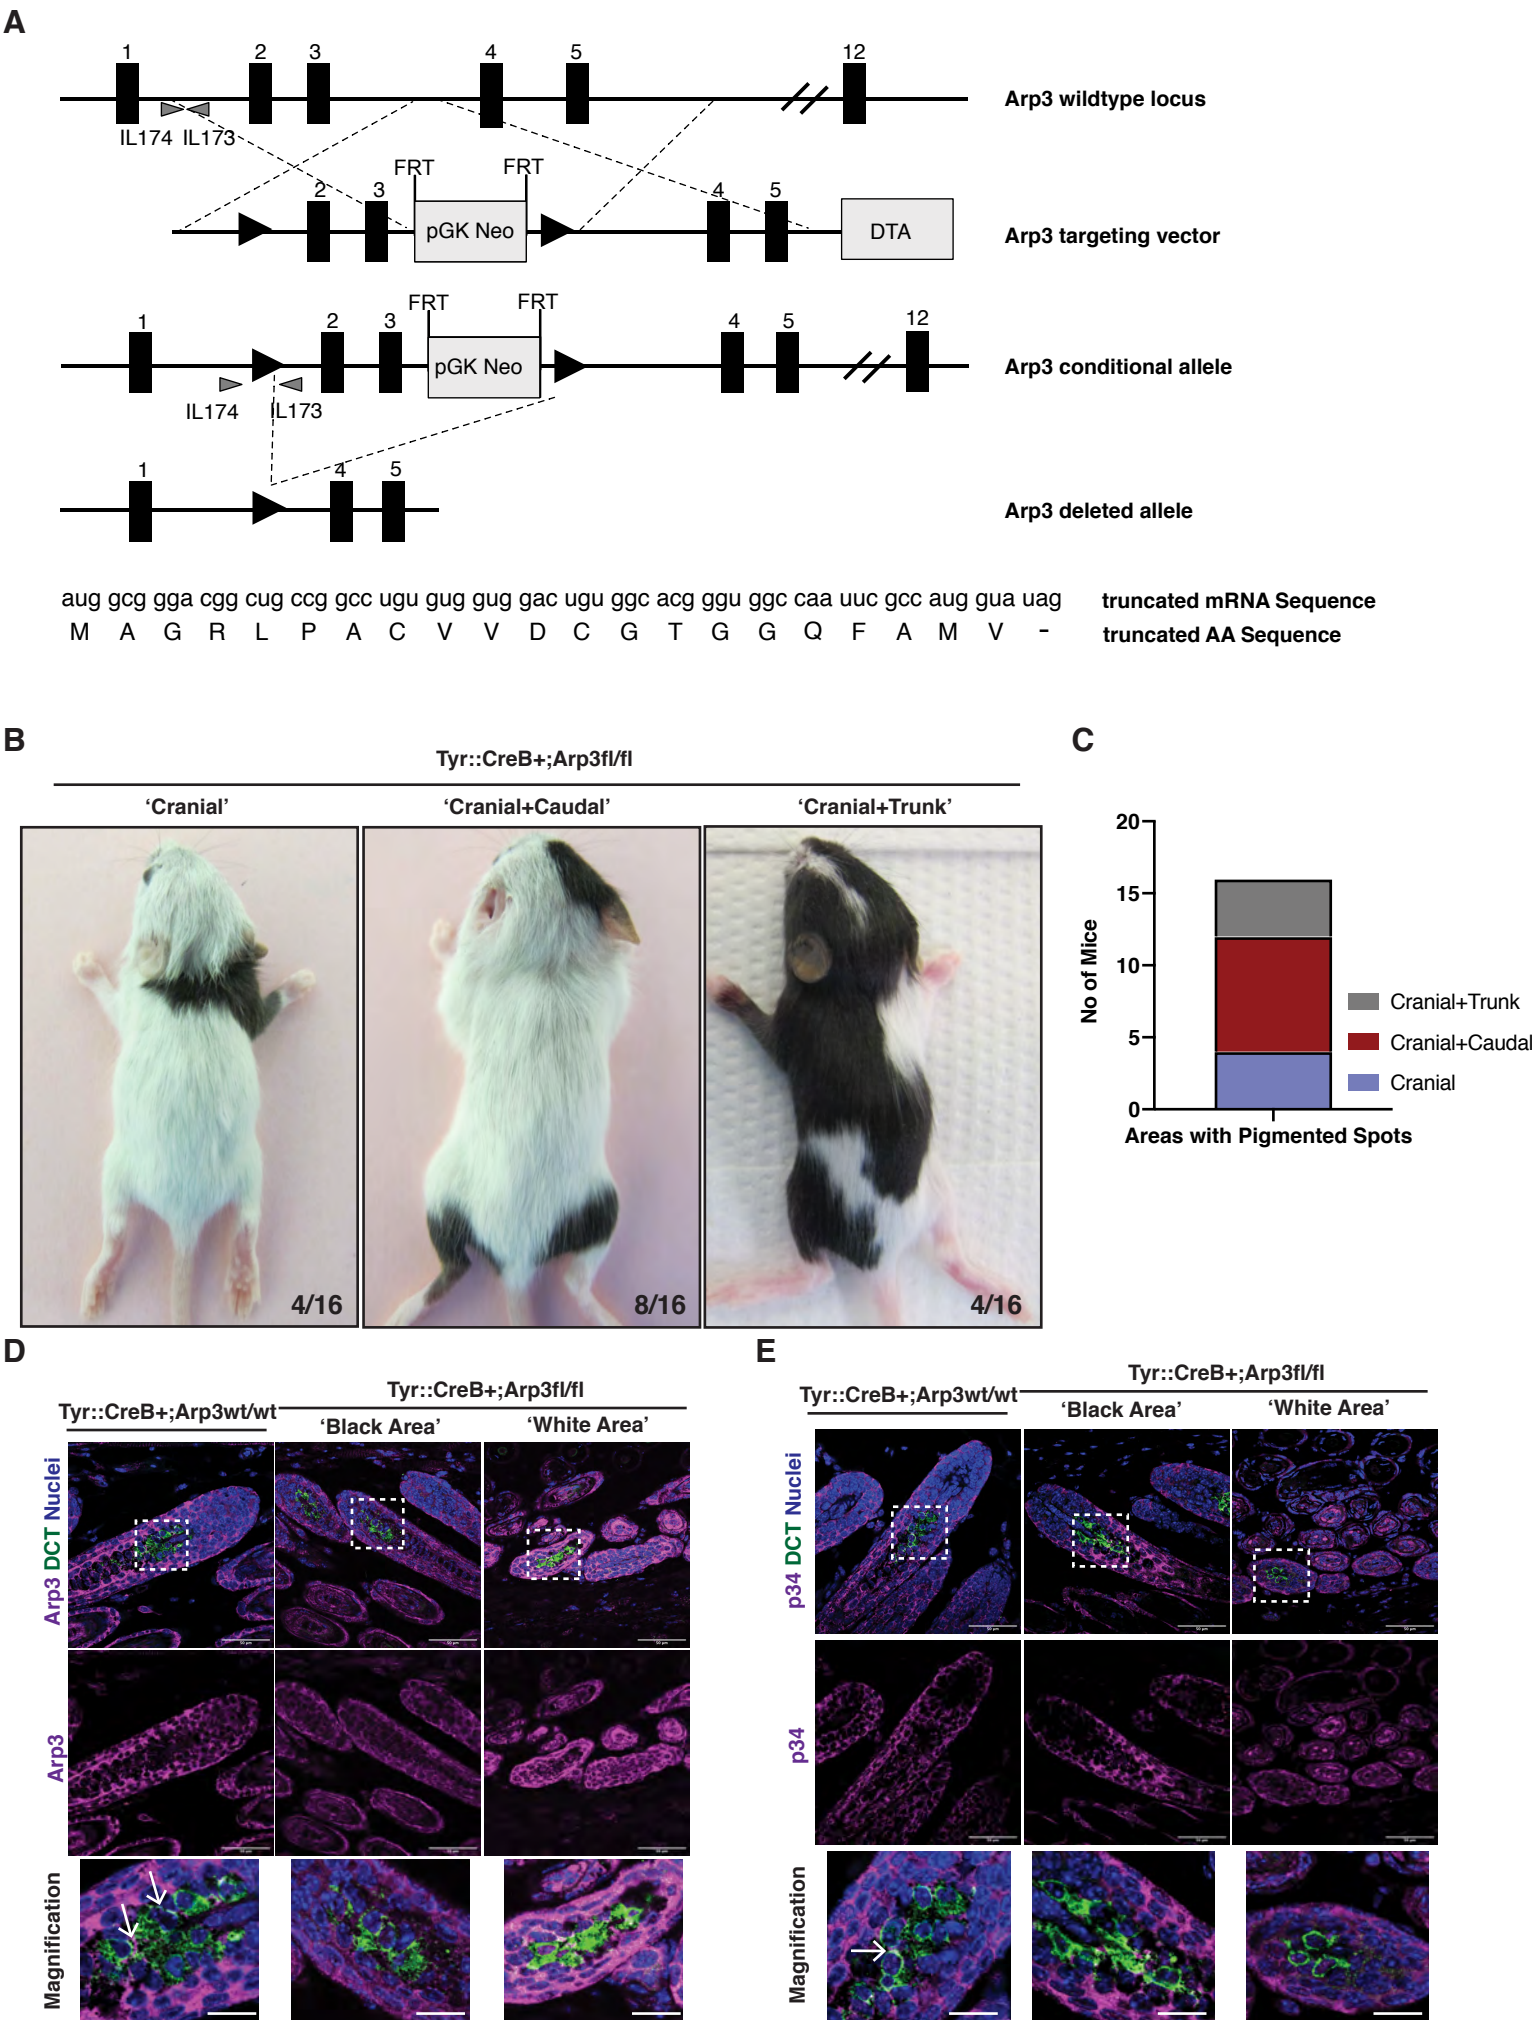 A
1 2 3 4 5 12
Arp3 wildtype locus
IL174 IL173
FRT FRT
2 3 4 5
pGK Neo
DTA
Arp3 targeting vector
FRT FRT
1 2 3 4 5 12
pGK Neo
Arp3 conditional allele
IL174 IL173
1 4 5
Arp3 deleted allele
aug gcg gga cgg cug ccg gcc ugu gug gug gac ugu ggc acg ggu ggc caa uuc gcc aug gua uag
truncated mRNA Sequence
M A G R L P A C V V D C G T G G Q F A M V -
truncated AA Sequence
B
Tyr::CreB+;Arp3fl/fl
‘Cranial’
‘Cranial+Caudal’
‘Cranial+Trunk’
4/16
8/16
4/16
C
20
15
10
5
0
No of Mice
Cranial+Trunk
Cranial+Caudal
Cranial
Areas with Pigmented Spots
D
Tyr::CreB+;Arp3wt/wt
Tyr::CreB+;Arp3fl/fl
‘Black Area’
‘White Area’
Arp3 DCT Nuclei
Arp3
Magnification
E
Tyr::CreB+;Arp3wt/wt
Tyr::CreB+;Arp3fl/fl
‘Black Area’
‘White Area’
p34 DCT Nuclei
p34
Magnification